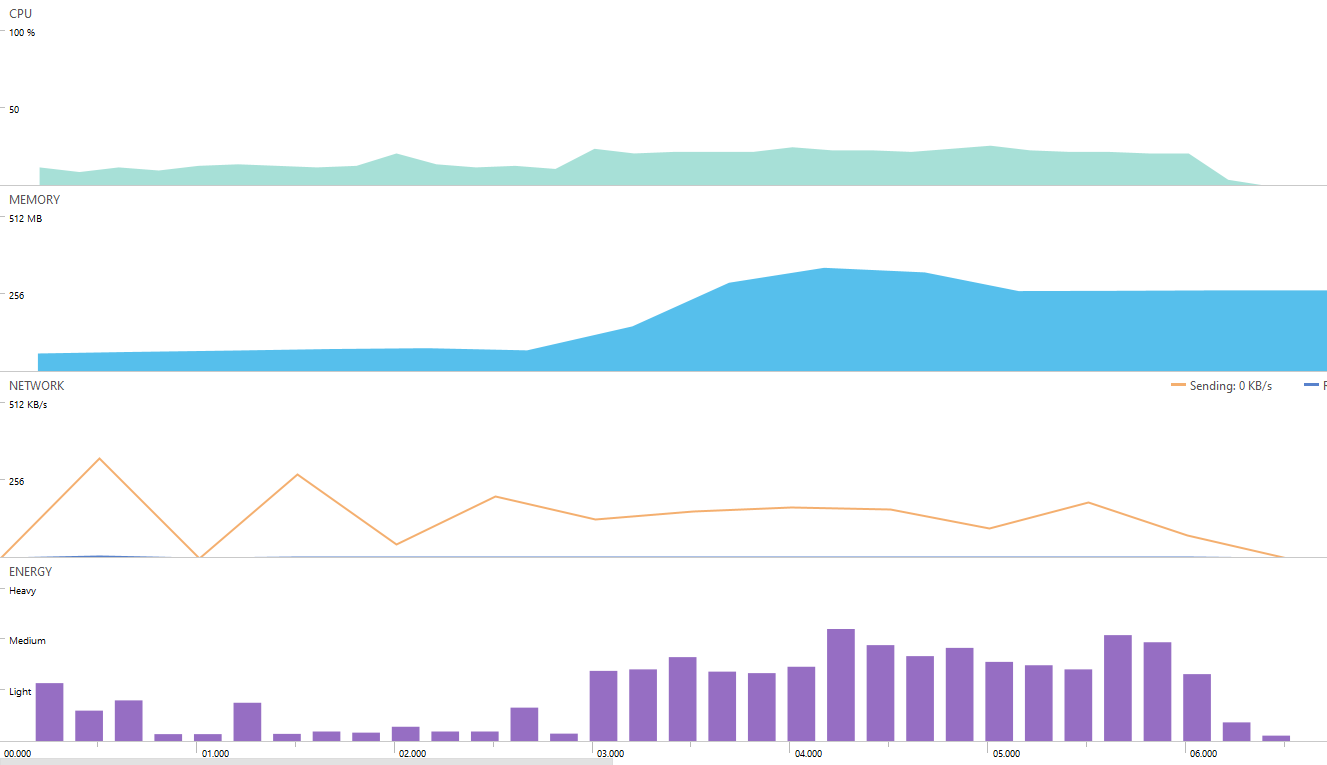 CPU
100 %
50
MEMORY
512 MB
256
NETWORK
Sending: 0 KB/s
512 KB/s
256
ENERGY
Heavy
Medium
Light
00.000 01.000 02.000 03.000 04.000 05.000 06.000